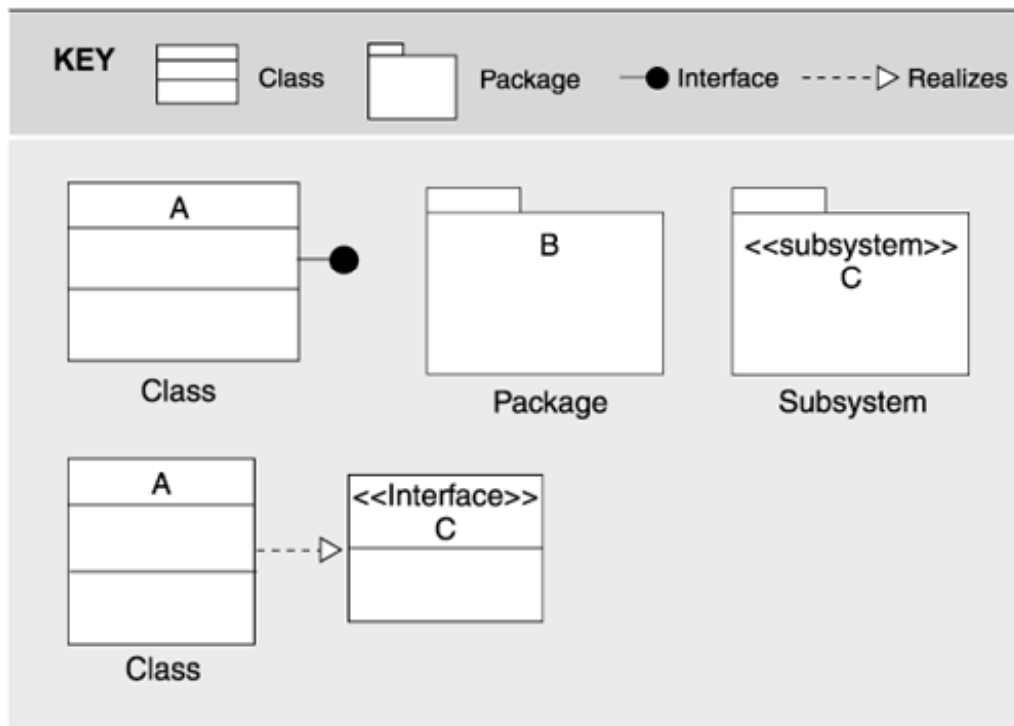 KEY
Class
Package
Interface
Realizes
A
Class
B
Package
<<subsystem>>
C
Subsystem
A
Class
<<Interface>>
C